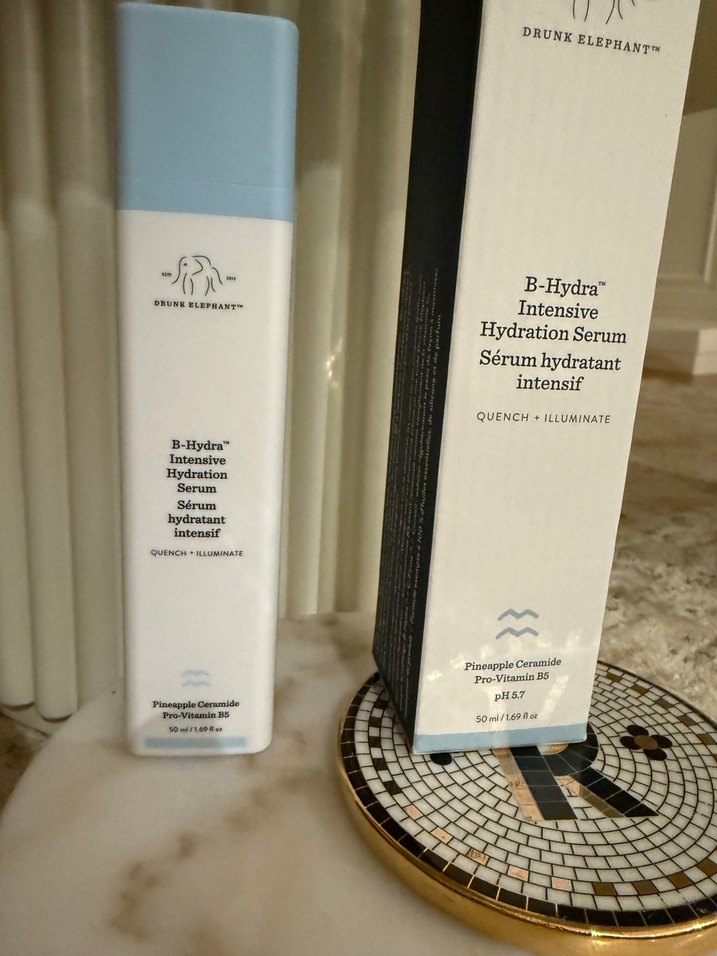 ESTD 2012
DRUNK ELEPHANT™
B-Hydra™
Intensive
Hydration
Serum
Sérum
hydratant
intensif
QUENCH + ILLUMINATE
Pineapple Ceramide
Pro-Vitamin B5
50 ml / 1.69 fl oz
DRUNK ELEPHANT™
B-Hydra™
Intensive
Hydration Serum
Sérum hydratant
intensif
QUENCH + ILLUMINATE
Pineapple Ceramide
Pro-Vitamin B5
pH 5.7
50 ml / 1.69 fl oz
R